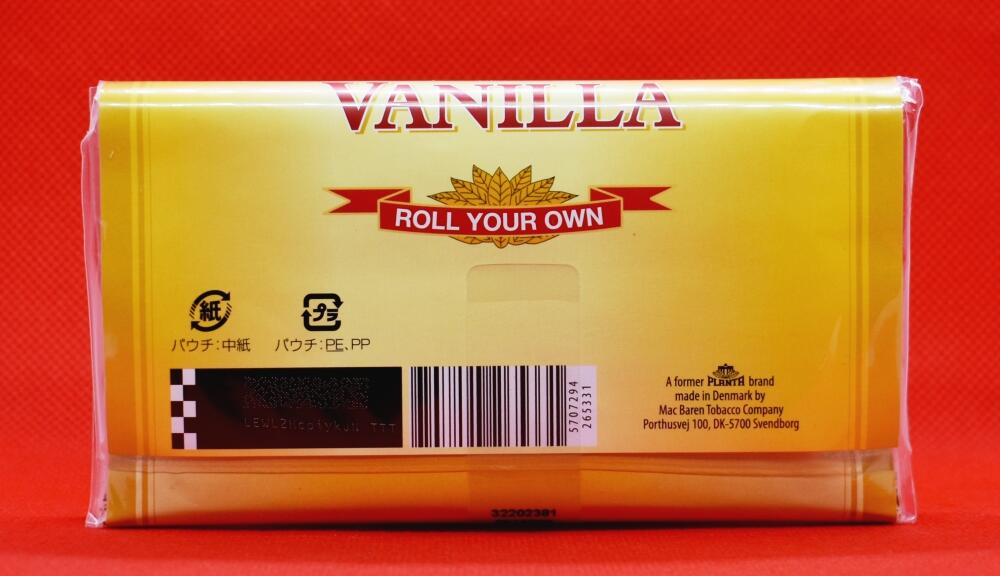 VANILLA
ROLL YOUR OWN
紙
プラ
パウチ:中紙
パウチ:PE、PP
5707294
265331
A former PLANTA brand
made in Denmark by
Mac Baren Tobacco Company
Porthusvej 100, DK-5700 Svendborg
32202381